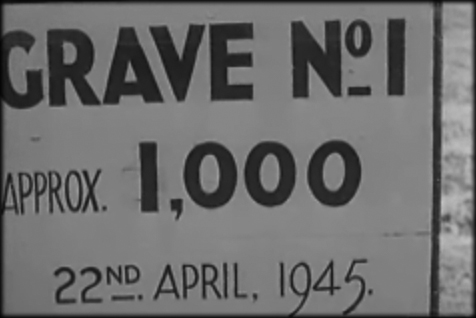 GRAVE Nº 1
APPROX. 1,000
22ND. APRIL, 1945.